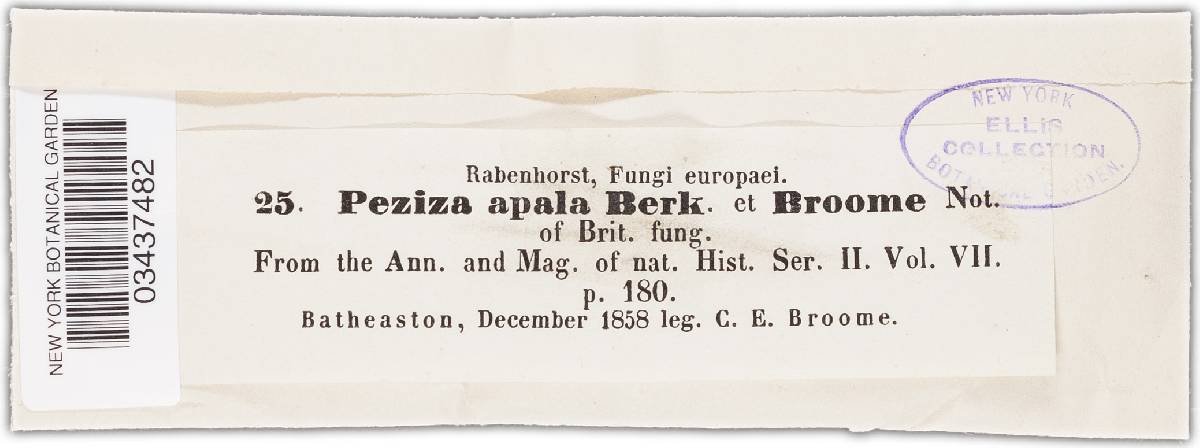 NEW YORK BOTANICAL GARDEN
03437482
NEW YORK
ELLIS
COLLECTION
BOTANICAL GARDEN.
Rabenhorst, Fungi europaei.
25. Peziza apala Berk. et Broome Not.
of Brit. fung.
From the Ann. and Mag. of nat. Hist. Ser. II. Vol. VII.
p. 180.
Batheaston, December 1858 leg. C. E. Broome.